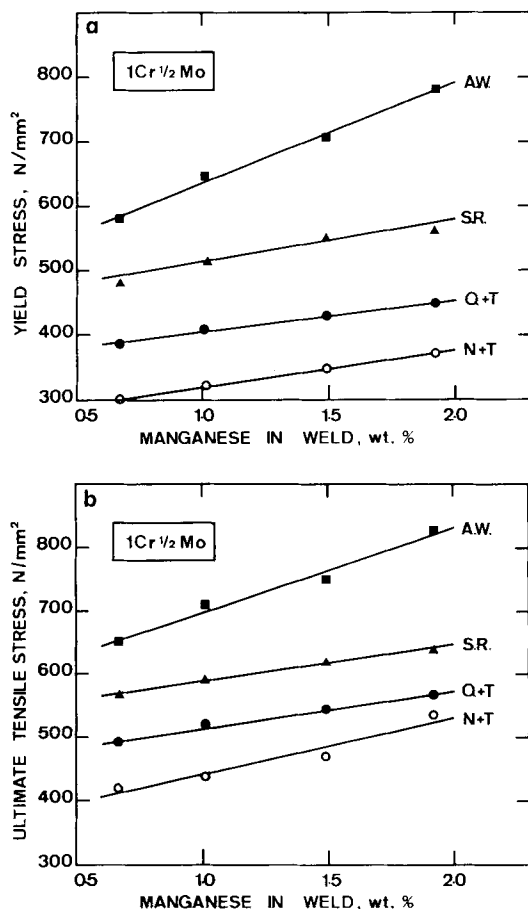 a
1Cr ½ Mo
800
700
600
500
400
300
YIELD STRESS, N/mm²
A.W.
S.R.
Q+T
N+T
0·5 1.0 1.5 2.0
MANGANESE IN WELD, wt. %
b
1Cr ½ Mo
800
700
600
500
400
300
ULTIMATE TENSILE STRESS, N/mm²
A.W.
S.R.
Q+T
N+T
0·5 1.0 1.5 2.0
MANGANESE IN WELD, wt. %